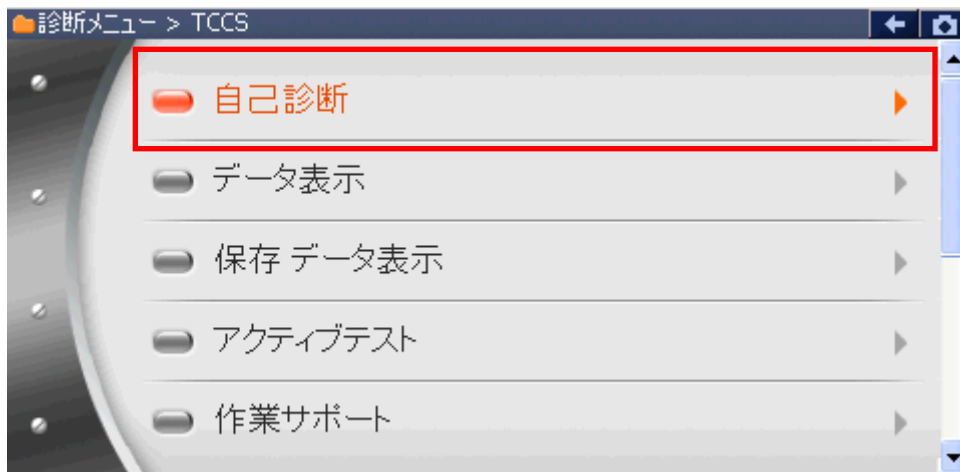 診断メニュー > TCCS
自己診断
データ表示
保存 データ表示
アクティブテスト
作業サポート